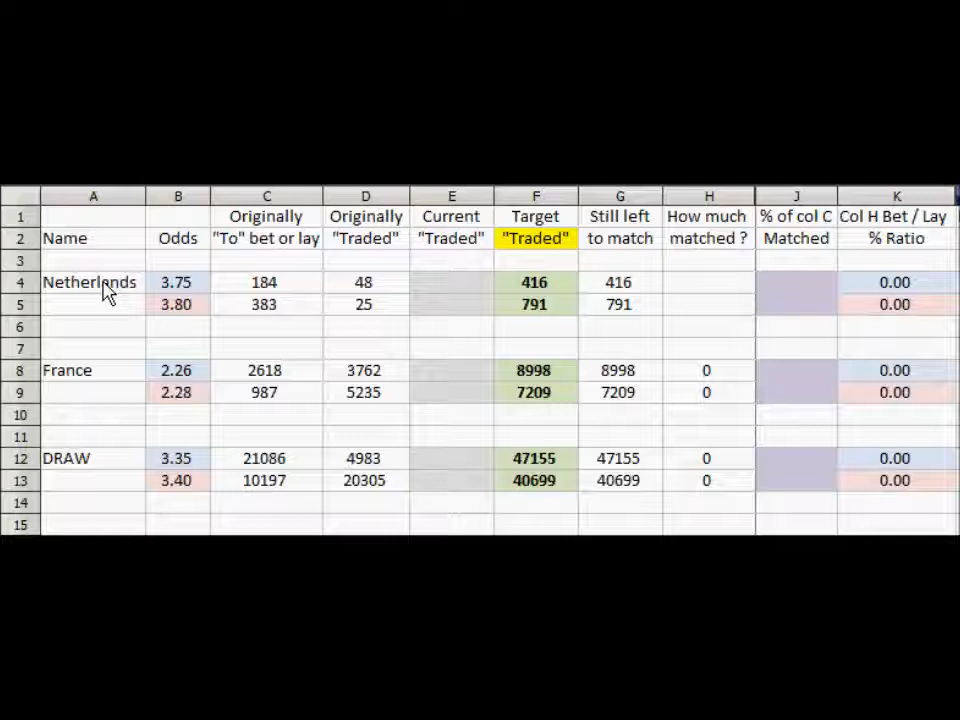 A B C D E F G H J K
1 Originally Originally Current Target Still left How much % of col C Col H Bet / Lay
2 Name Odds "To" bet or lay "Traded" "Traded" "Traded" to match matched ? Matched % Ratio
3
4 Netherlands 3.75 184 48 416 416 0.00
5 3.80 383 25 791 791 0.00
6
7
8 France 2.26 2618 3762 8998 8998 0 0.00
9 2.28 987 5235 7209 7209 0 0.00
10
11
12 DRAW 3.35 21086 4983 47155 47155 0 0.00
13 3.40 10197 20305 40699 40699 0 0.00
14
15